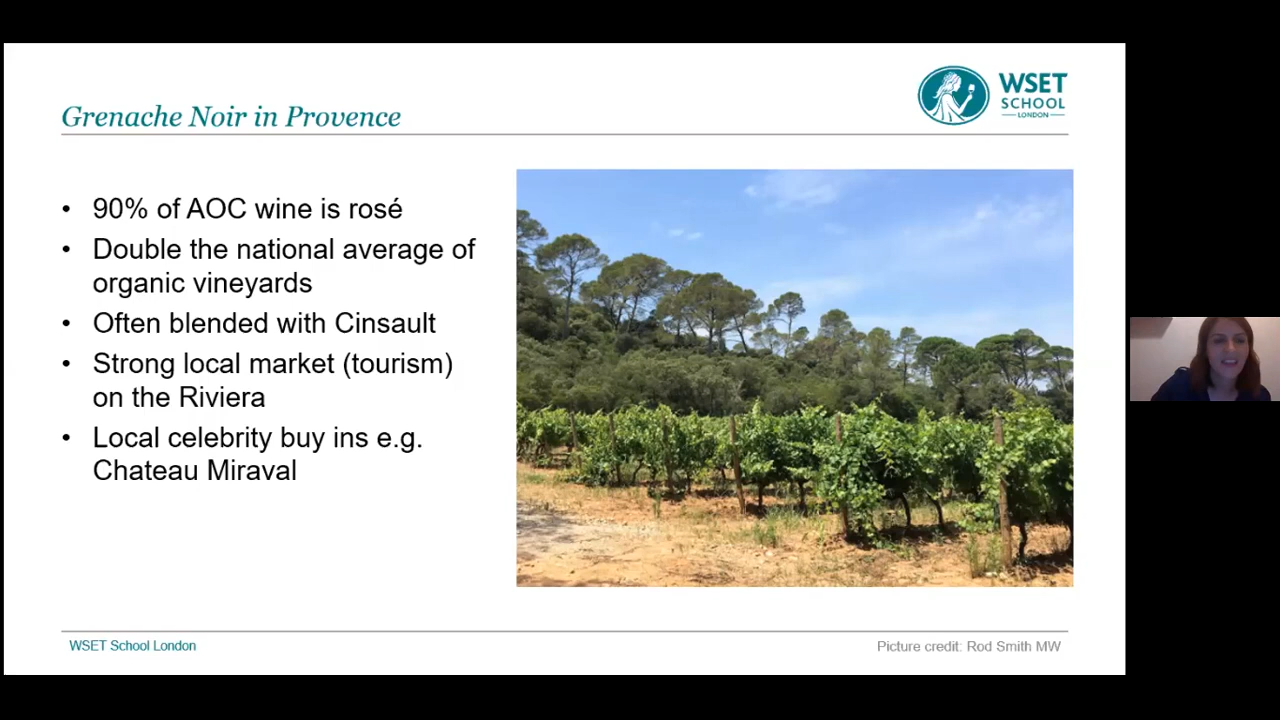 Grenache Noir in Provence
WSET
SCHOOL
LONDON
• 90% of AOC wine is rosé
• Double the national average of
organic vineyards
• Often blended with Cinsault
• Strong local market (tourism)
on the Riviera
• Local celebrity buy ins e.g.
Chateau Miraval
WSET School London
Picture credit: Rod Smith MW